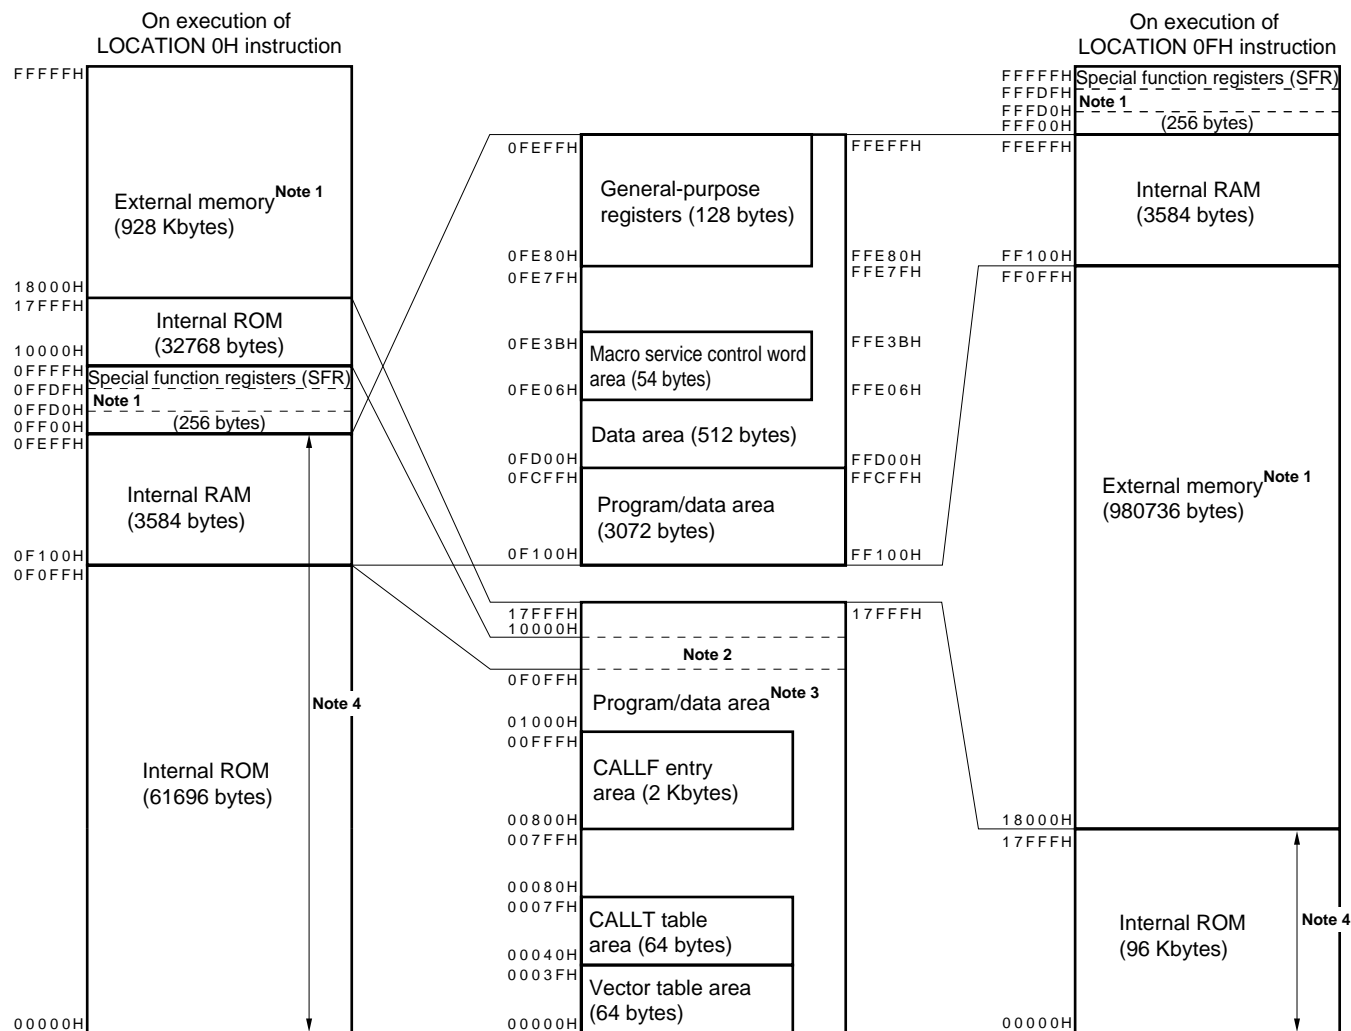 On execution of
LOCATION 0H instruction
FFFFFH
External memory Note 1
(928 Kbytes)
18000H
17FFFH
Internal ROM
(32768 bytes)
10000H
0FFFFH
Special function registers (SFR)
0FFDFH
Note 1
0FFD0H
(256 bytes)
0FF00H
0FEFFH
Internal RAM
(3584 bytes)
0F100H
0F0FFH
Note 4
Internal ROM
(61696 bytes)
00000H
0FEFFH
FFEFFH
General-purpose
registers (128 bytes)
0FE80H
FFE80H
0FE7FH
FFE7FH
0FE3BH
FFE3BH
Macro service control word
area (54 bytes)
0FE06H
FFE06H
Data area (512 bytes)
0FD00H
FFD00H
0FCFFH
FFCFFH
Program/data area
(3072 bytes)
0F100H
FF100H
17FFFH
17FFFH
10000H
Note 2
0F0FFH
Program/data area Note 3
01000H
00FFFH
CALLF entry
area (2 Kbytes)
00800H
007FFH
00080H
0007FH
CALLT table
area (64 bytes)
00040H
0003FH
Vector table area
(64 bytes)
00000H
On execution of
LOCATION 0FH instruction
FFFFFH
Special function registers (SFR)
FFFDFH
Note 1
FFFD0H
(256 bytes)
FFF00H
FFEFFH
Internal RAM
(3584 bytes)
FF100H
FF0FFH
External memory Note 1
(980736 bytes)
18000H
17FFFH
Internal ROM
(96 Kbytes)
Note 4
00000H